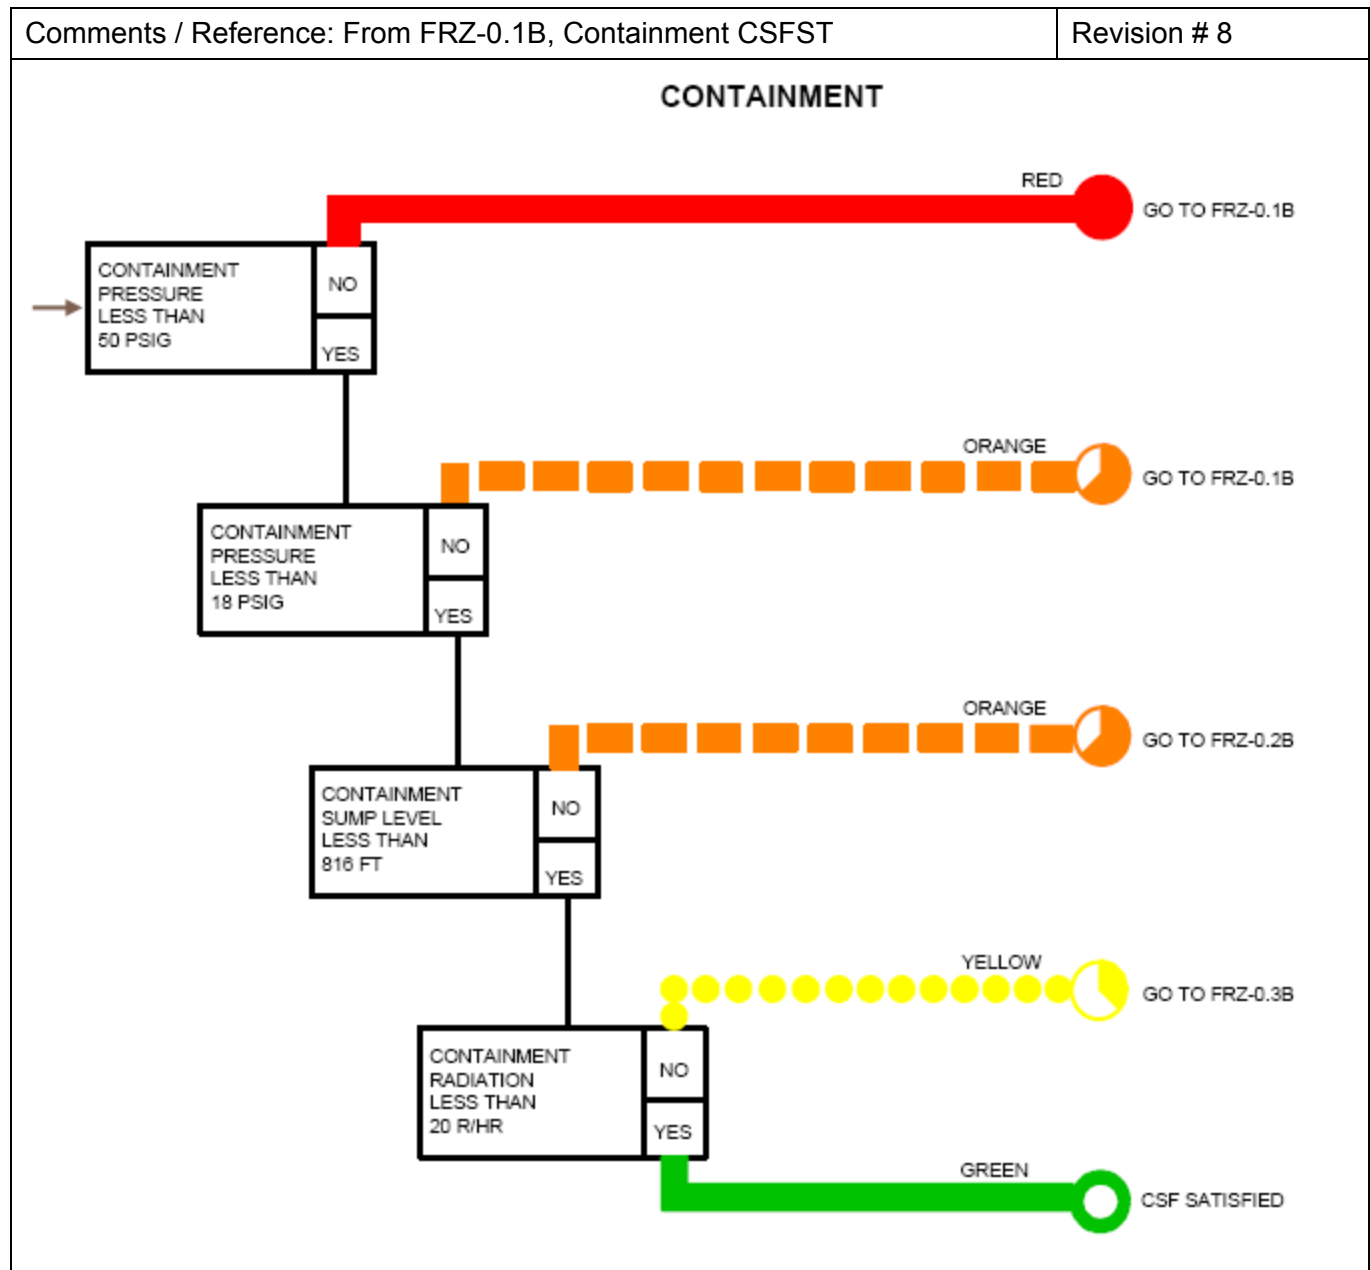 Comments / Reference: From FRZ-0.1B, Containment CSFST
Revision # 8
CONTAINMENT
RED
GO TO FRZ-0.1B
CONTAINMENT
PRESSURE
LESS THAN
50 PSIG
NO
YES
ORANGE
GO TO FRZ-0.1B
CONTAINMENT
PRESSURE
LESS THAN
18 PSIG
NO
YES
ORANGE
GO TO FRZ-0.2B
CONTAINMENT
SUMP LEVEL
LESS THAN
816 FT
NO
YES
YELLOW
GO TO FRZ-0.3B
CONTAINMENT
RADIATION
LESS THAN
20 R/HR
NO
YES
GREEN
CSF SATISFIED